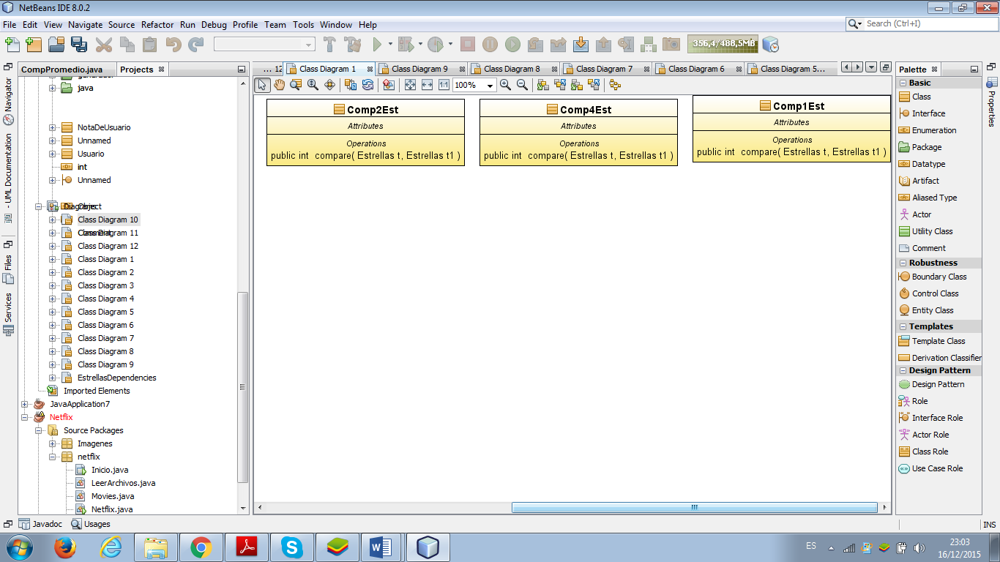 NetBeans IDE 8.0.2
File Edit View Navigate Source Refactor Run Debug Profile Team Tools Window Help
Search (Ctrl+I)
356,4/488,5MB
CompPromedio.java Projects
Navigator
- UML Documentation
Files
Services
java
NotaDeUsuario
Unnamed
Usuario
int
Unnamed
Diagrams
Object
Class Diagram 10
Class Diagram 11
Class Diagram 12
Class Diagram 1
Class Diagram 2
Class Diagram 3
Class Diagram 4
Class Diagram 5
Class Diagram 6
Class Diagram 7
Class Diagram 8
Class Diagram 9
EstrellasDependencies
Imported Elements
JavaApplication7
Netflix
Source Packages
Imagenes
netflix
Inicio.java
LeerArchivos.java
Movies.java
Netflix.java
... 12 Class Diagram 1 Class Diagram 9 Class Diagram 8 Class Diagram 7 Class Diagram 6 Class Diagram 5...
1:1 100%
Comp2Est
Attributes
Operations
public int compare( Estrellas t, Estrellas t1 )
Comp4Est
Attributes
Operations
public int compare( Estrellas t, Estrellas t1 )
Comp1Est
Attributes
Operations
public int compare( Estrellas t, Estrellas t1 )
Palette
Basic
Class
Interface
Enumeration
Package
Datatype
Artifact
Aliased Type
Actor
Utility Class
Comment
Robustness
Boundary Class
Control Class
Entity Class
Templates
Template Class
Derivation Classifier
Design Pattern
Design Pattern
Role
Interface Role
Actor Role
Class Role
Use Case Role
Properties
Javadoc Usages
INS
ES
23:03
16/12/2015